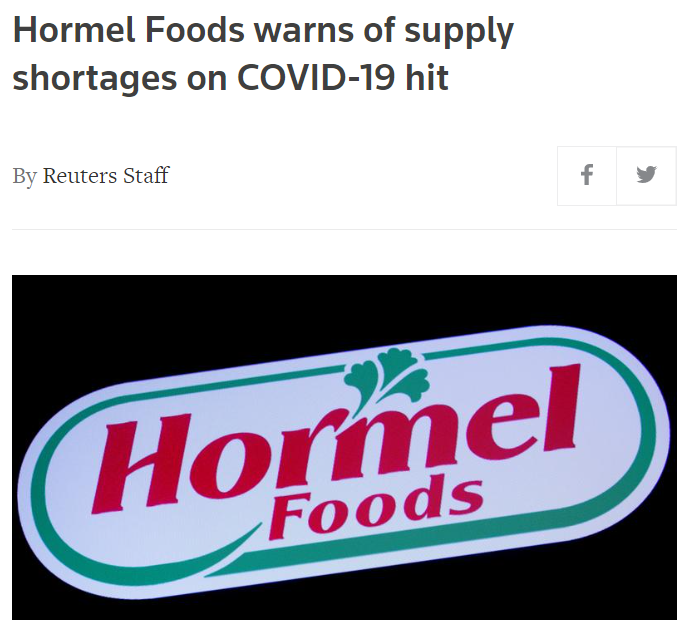 Hormel Foods warns of supply
shortages on COVID-19 hit
By Reuters Staff
Hormel
Foods